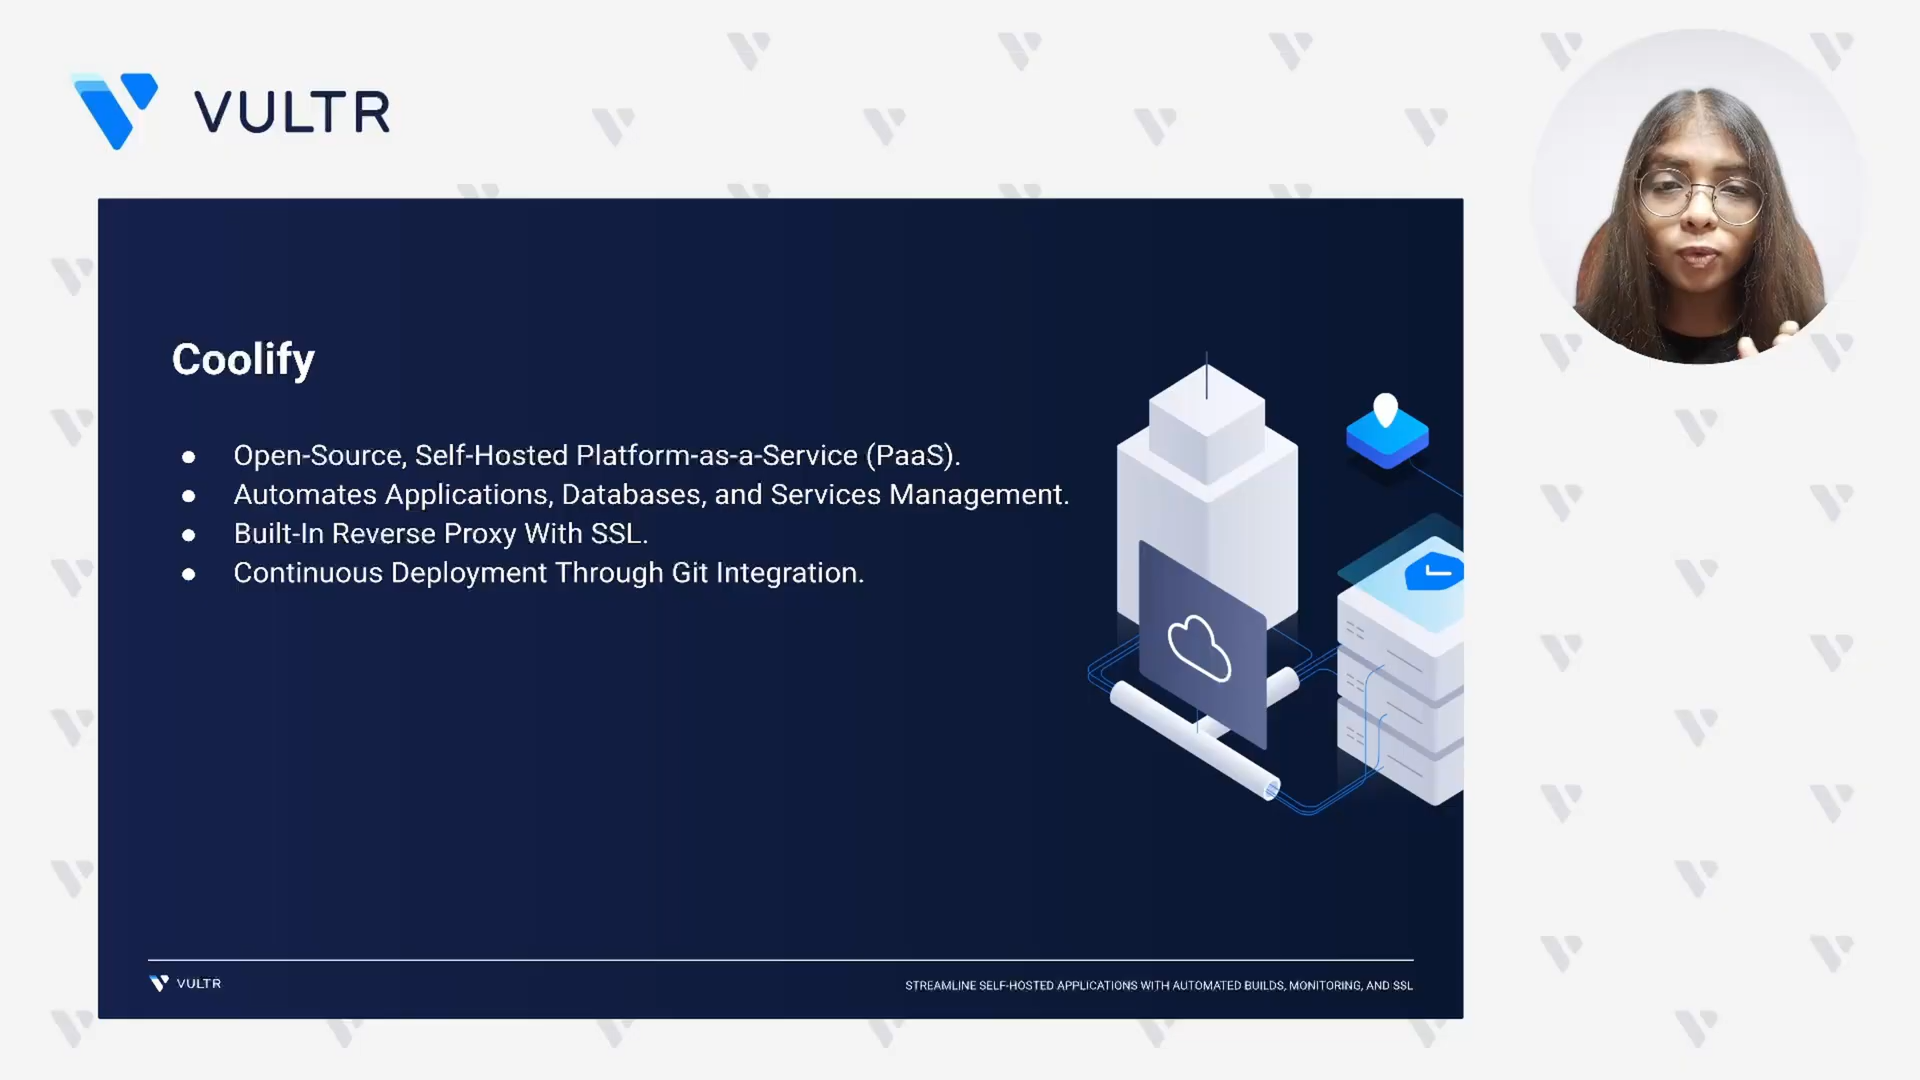 VULTR
Coolify
● Open-Source, Self-Hosted Platform-as-a-Service (PaaS).
● Automates Applications, Databases, and Services Management.
● Built-In Reverse Proxy With SSL.
● Continuous Deployment Through Git Integration.
VULTR
STREAMLINE SELF-HOSTED APPLICATIONS WITH AUTOMATED BUILDS, MONITORING, AND SSL